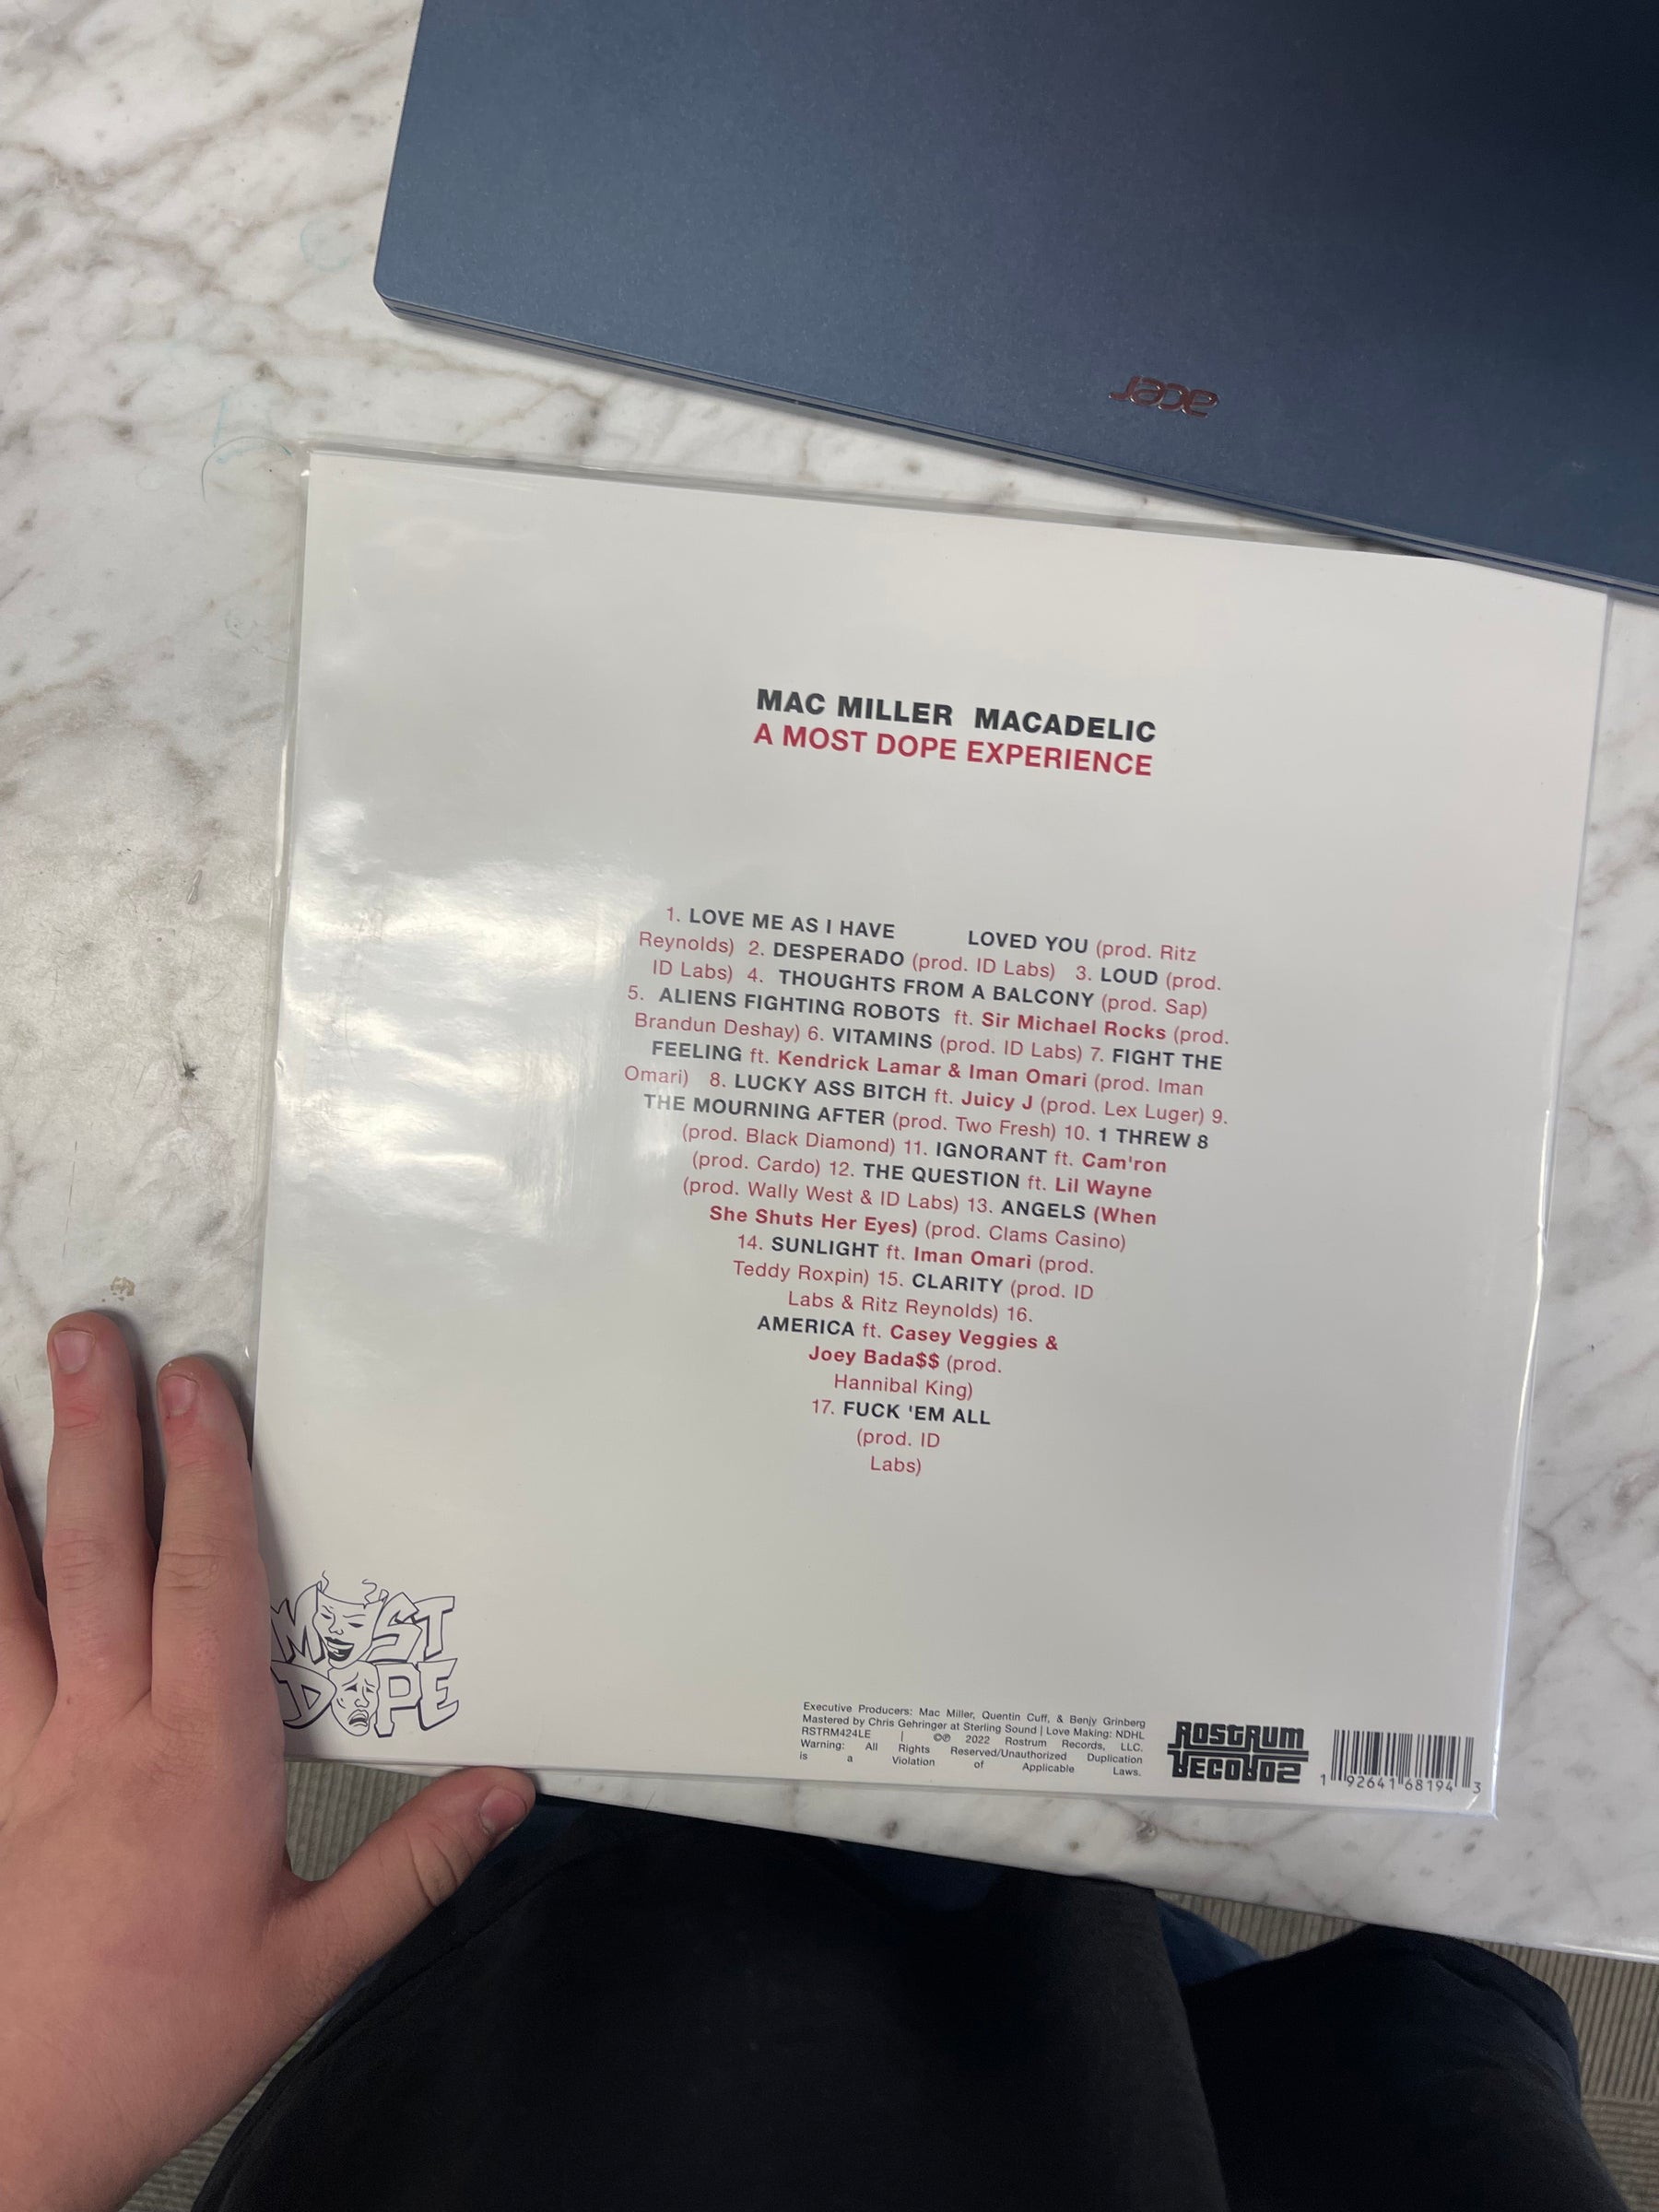 acer
MAC MILLER MACADELIC
A MOST DOPE EXPERIENCE
1. LOVE ME AS I HAVE LOVED YOU (prod. Ritz
Reynolds) 2. DESPERADO (prod. ID Labs) 3. LOUD (prod.
ID Labs) 4. THOUGHTS FROM A BALCONY (prod. Sap)
5. ALIENS FIGHTING ROBOTS ft. Sir Michael Rocks (prod.
Brandun Deshay) 6. VITAMINS (prod. ID Labs) 7. FIGHT THE
FEELING ft. Kendrick Lamar & Iman Omari (prod. Iman
Omari) 8. LUCKY ASS BITCH ft. Juicy J (prod. Lex Luger) 9.
THE MOURNING AFTER (prod. Two Fresh) 10. 1 THREW 8
(prod. Black Diamond) 11. IGNORANT ft. Cam'ron
(prod. Cardo) 12. THE QUESTION ft. Lil Wayne
(prod. Wally West & ID Labs) 13. ANGELS (When
She Shuts Her Eyes) (prod. Clams Casino)
14. SUNLIGHT ft. Iman Omari (prod.
Teddy Roxpin) 15. CLARITY (prod. ID
Labs & Ritz Reynolds) 16.
AMERICA ft. Casey Veggies &
Joey Bada$$ (prod.
Hannibal King)
17. FUCK 'EM ALL
(prod. ID
Labs)
MOST
DOPE
Executive Producers: Mac Miller, Quentin Cuff, & Benjy Grinberg
Mastered by Chris Gehringer at Sterling Sound | Love Making: NDHL
RSTRM424LE | ©℗ 2022 Rostrum Records, LLC.
Warning: All Rights Reserved/Unauthorized Duplication
is a Violation of Applicable Laws.
ROSTRUM
RECORDS
1 92641 68194 3